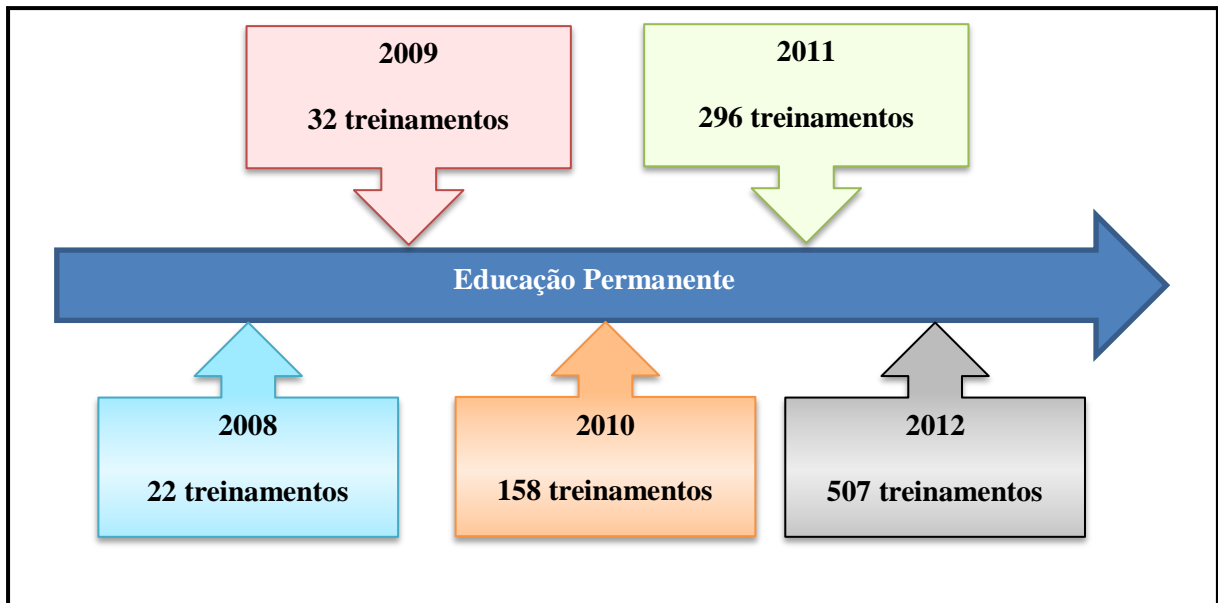 2009
32 treinamentos
2011
296 treinamentos
Educação Permanente
2008
22 treinamentos
2010
158 treinamentos
2012
507 treinamentos